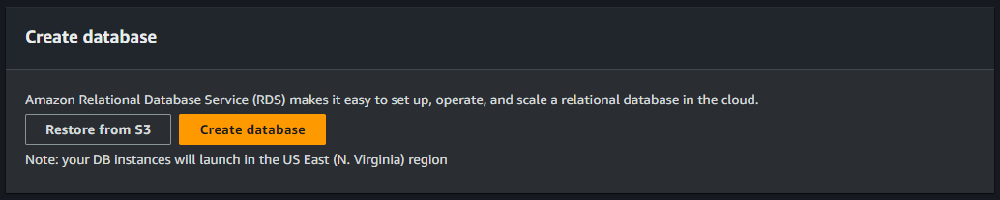 Create database
Amazon Relational Database Service (RDS) makes it easy to set up, operate, and scale a relational database in the cloud.
Restore from S3
Create database
Note: your DB instances will launch in the US East (N. Virginia) region